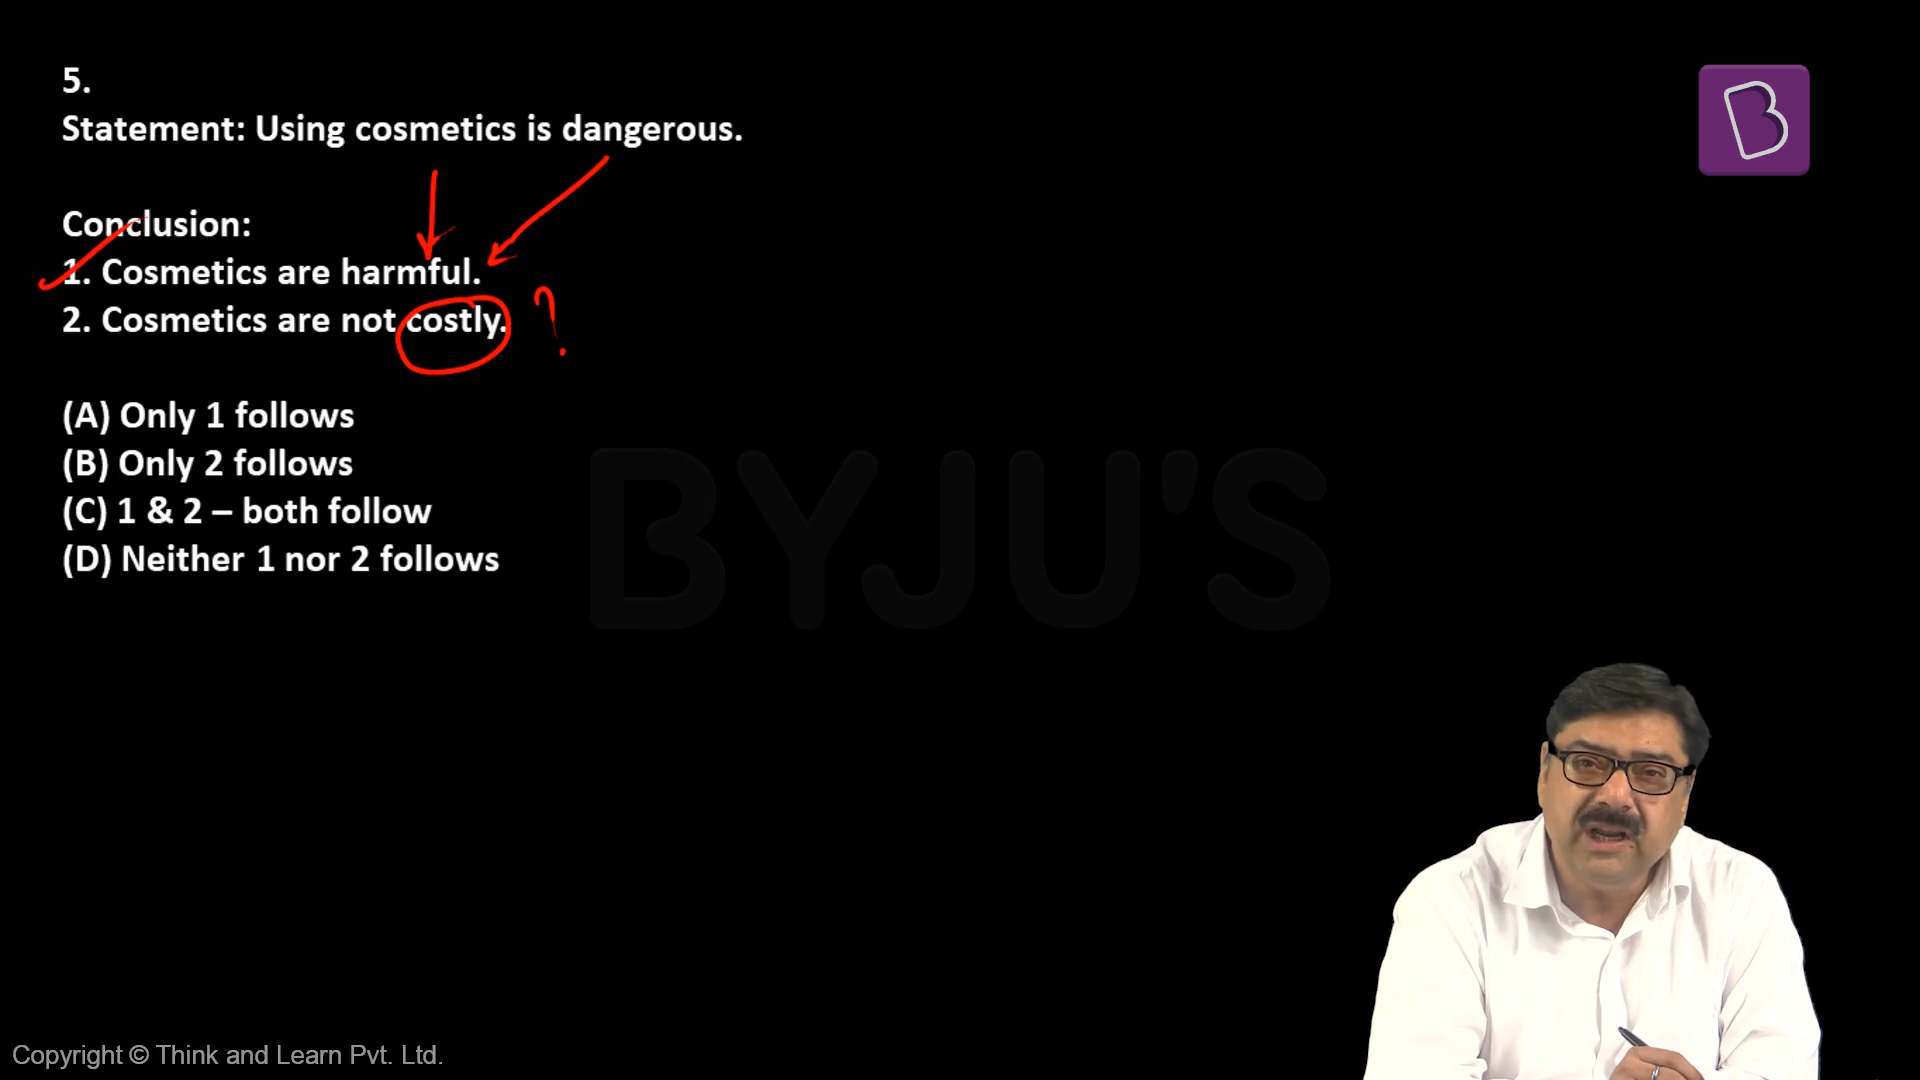 5.
Statement: Using cosmetics is dangerous.
Conclusion:
1. Cosmetics are harmful.
2. Cosmetics are not costly. ?
(A) Only 1 follows
(B) Only 2 follows
(C) 1 & 2 – both follow
(D) Neither 1 nor 2 follows
BYJU'S
B
Copyright © Think and Learn Pvt. Ltd.